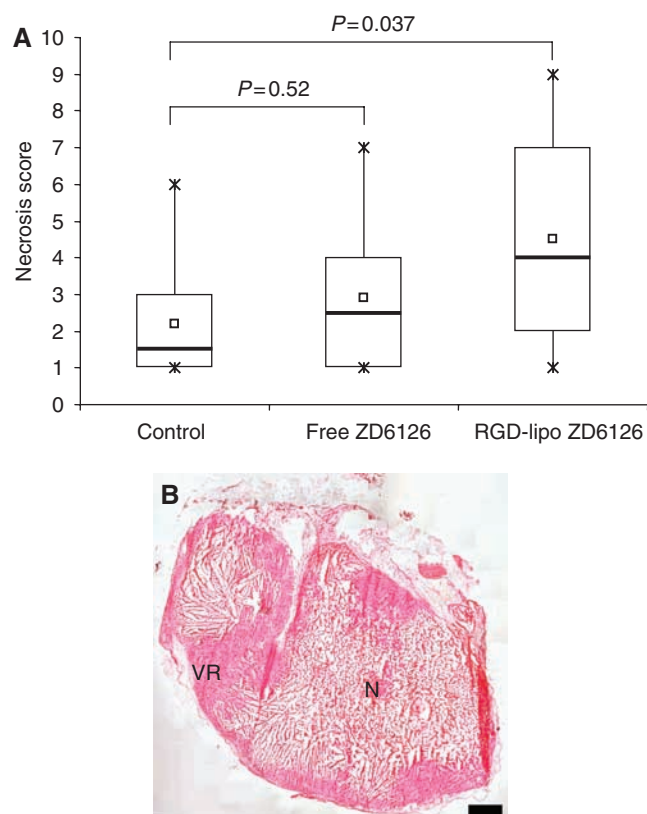 A
P=0.037
P=0.52
Necrosis score
10
9
8
7
6
5
4
3
2
1
0
Control
Free ZD6126
RGD-lipo ZD6126
B
VR
N